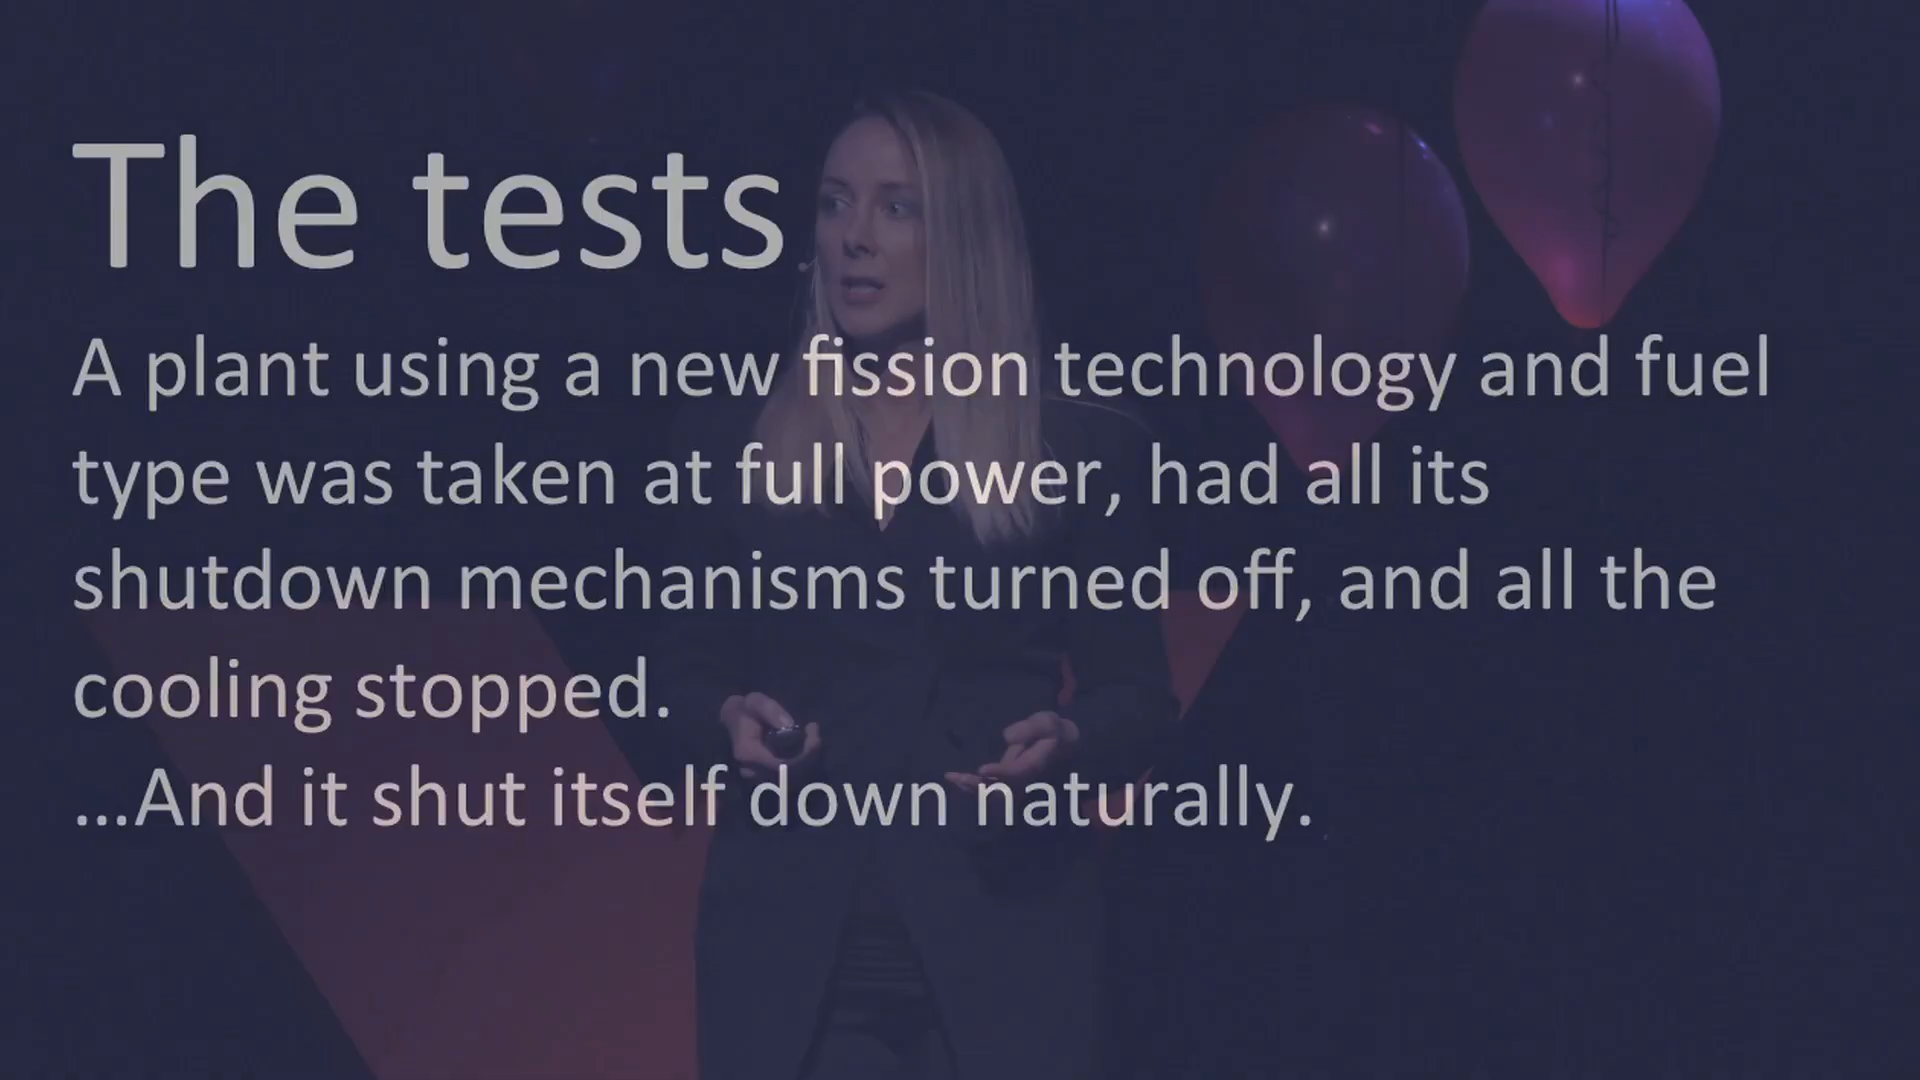 The tests
A plant using a new fission technology and fuel
type was taken at full power, had all its
shutdown mechanisms turned off, and all the
cooling stopped.
...And it shut itself down naturally.